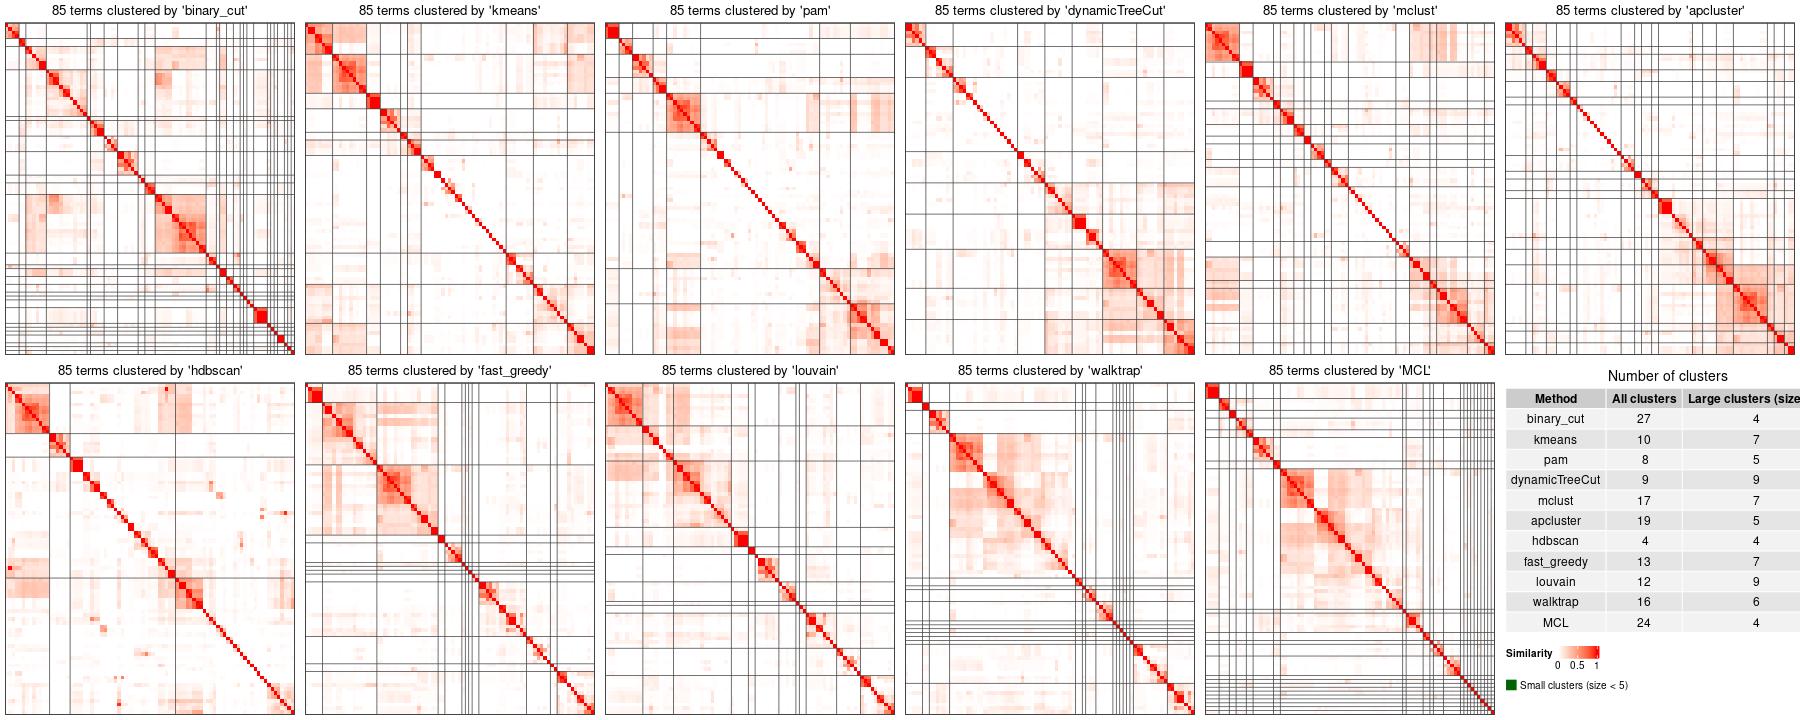 85 terms clustered by 'binary_cut'
85 terms clustered by 'kmeans'
85 terms clustered by 'pam'
85 terms clustered by 'dynamicTreeCut'
85 terms clustered by 'mclust'
85 terms clustered by 'apcluster'
85 terms clustered by 'hdbscan'
85 terms clustered by 'fast_greedy'
85 terms clustered by 'louvain'
85 terms clustered by 'walktrap'
85 terms clustered by 'MCL'
Number of clusters
Method All clusters Large clusters (size
binary_cut 27 4
kmeans 10 7
pam 8 5
dynamicTreeCut 9 9
mclust 17 7
apcluster 19 5
hdbscan 4 4
fast_greedy 13 7
louvain 12 9
walktrap 16 6
MCL 24 4
Similarity
0 0.5 1
Small clusters (size < 5)